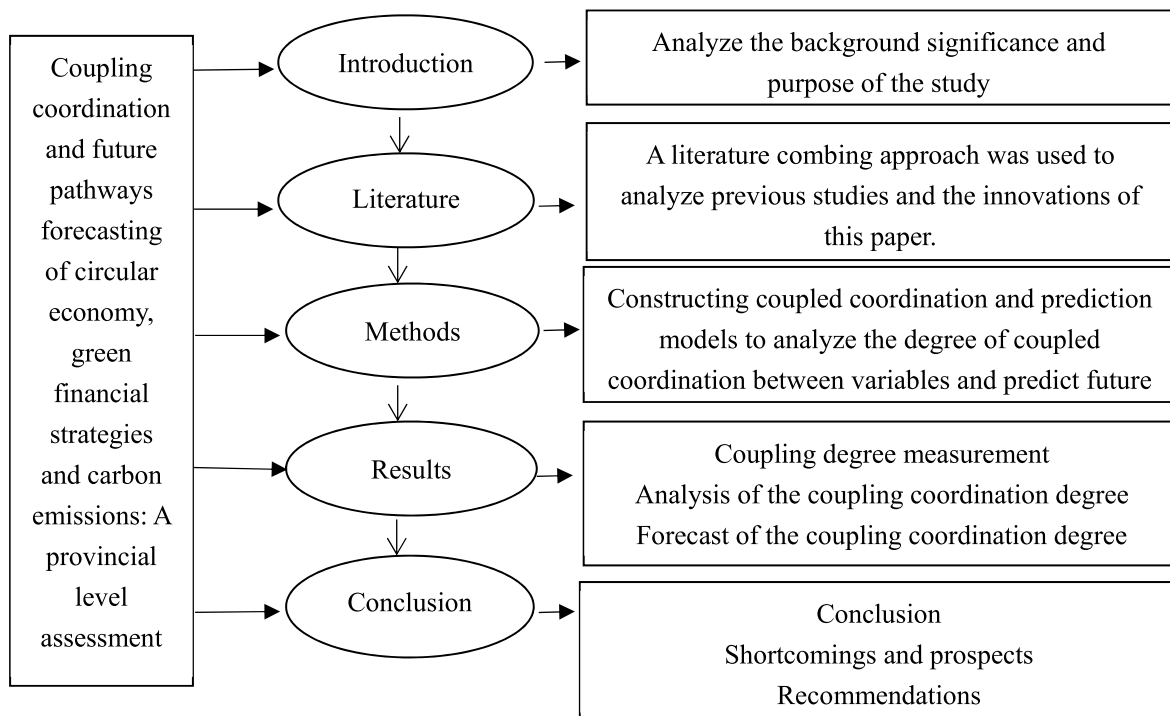 Coupling
coordination
and future
pathways
forecasting
of circular
economy,
green
financial
strategies
and carbon
emissions: A
provincial
level
assessment
Introduction
Analyze the background significance and
purpose of the study
Literature
A literature combing approach was used to
analyze previous studies and the innovations of
this paper.
Methods
Constructing coupled coordination and prediction
models to analyze the degree of coupled
coordination between variables and predict future
Results
Coupling degree measurement
Analysis of the coupling coordination degree
Forecast of the coupling coordination degree
Conclusion
Conclusion
Shortcomings and prospects
Recommendations